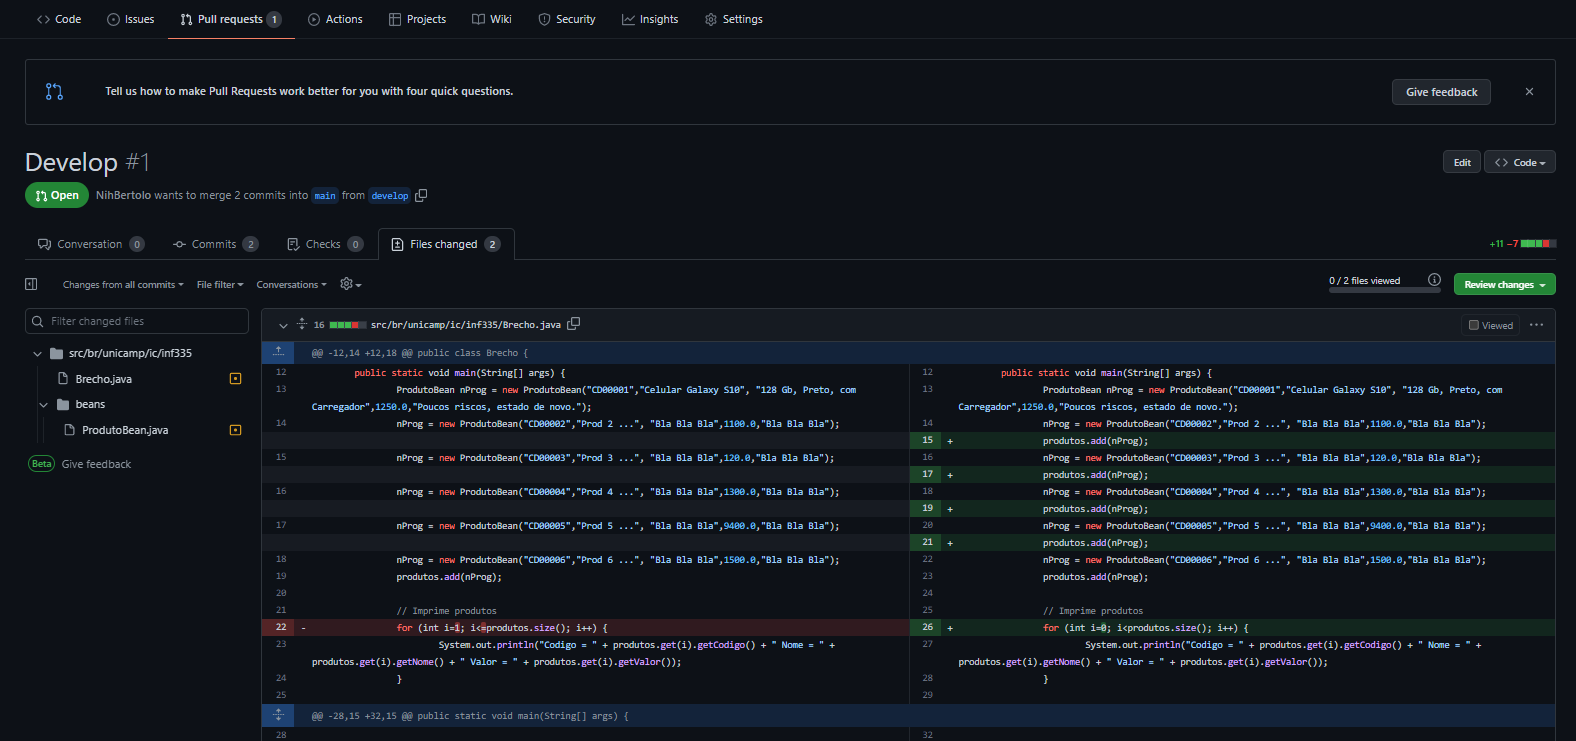 Code Issues Pull requests 1 Actions Projects Wiki Security Insights Settings
Tell us how to make Pull Requests work better for you with four quick questions. Give feedback
Develop #1 Edit Code
Open NihBertolo wants to merge 2 commits into main from develop
Conversation 0 Commits 2 Checks 0 Files changed 2 +11 −7
Changes from all commits File filter Conversations 0 / 2 files viewed Review changes
Filter changed files
src/br/unicamp/ic/inf335
Brecho.java
beans
ProdutoBean.java
Beta Give feedback
16 src/br/unicamp/ic/inf335/Brecho.java Viewed
@@ -12,14 +12,18 @@ public class Brecho {
12 public static void main(String[] args) { 12 public static void main(String[] args) {
13 ProdutoBean nProg = new ProdutoBean("CD00001","Celular Galaxy S10", "128 Gb, Preto, com 13 ProdutoBean nProg = new ProdutoBean("CD00001","Celular Galaxy S10", "128 Gb, Preto, com
Carregador",1250.0,"Poucos riscos, estado de novo."); Carregador",1250.0,"Poucos riscos, estado de novo.");
14 nProg = new ProdutoBean("CD00002","Prod 2 ...", "Bla Bla Bla",1100.0,"Bla Bla Bla"); 14 nProg = new ProdutoBean("CD00002","Prod 2 ...", "Bla Bla Bla",1100.0,"Bla Bla Bla");
15 + produtos.add(nProg);
15 nProg = new ProdutoBean("CD00003","Prod 3 ...", "Bla Bla Bla",120.0,"Bla Bla Bla"); 16 nProg = new ProdutoBean("CD00003","Prod 3 ...", "Bla Bla Bla",120.0,"Bla Bla Bla");
17 + produtos.add(nProg);
16 nProg = new ProdutoBean("CD00004","Prod 4 ...", "Bla Bla Bla",1300.0,"Bla Bla Bla"); 18 nProg = new ProdutoBean("CD00004","Prod 4 ...", "Bla Bla Bla",1300.0,"Bla Bla Bla");
19 + produtos.add(nProg);
17 nProg = new ProdutoBean("CD00005","Prod 5 ...", "Bla Bla Bla",9400.0,"Bla Bla Bla"); 20 nProg = new ProdutoBean("CD00005","Prod 5 ...", "Bla Bla Bla",9400.0,"Bla Bla Bla");
21 + produtos.add(nProg);
18 nProg = new ProdutoBean("CD00006","Prod 6 ...", "Bla Bla Bla",1500.0,"Bla Bla Bla"); 22 nProg = new ProdutoBean("CD00006","Prod 6 ...", "Bla Bla Bla",1500.0,"Bla Bla Bla");
19 produtos.add(nProg); 23 produtos.add(nProg);
20 24
21 // Imprime produtos 25 // Imprime produtos
22 - for (int i=1; i<=produtos.size(); i++) { 26 + for (int i=0; i<produtos.size(); i++) {
23 System.out.println("Codigo = " + produtos.get(i).getCodigo() + " Nome = " + 27 System.out.println("Codigo = " + produtos.get(i).getCodigo() + " Nome = " +
produtos.get(i).getNome() + " Valor = " + produtos.get(i).getValor()); produtos.get(i).getNome() + " Valor = " + produtos.get(i).getValor());
24 } 28 }
25 29
@@ -28,15 +32,15 @@ public static void main(String[] args) {
28 32